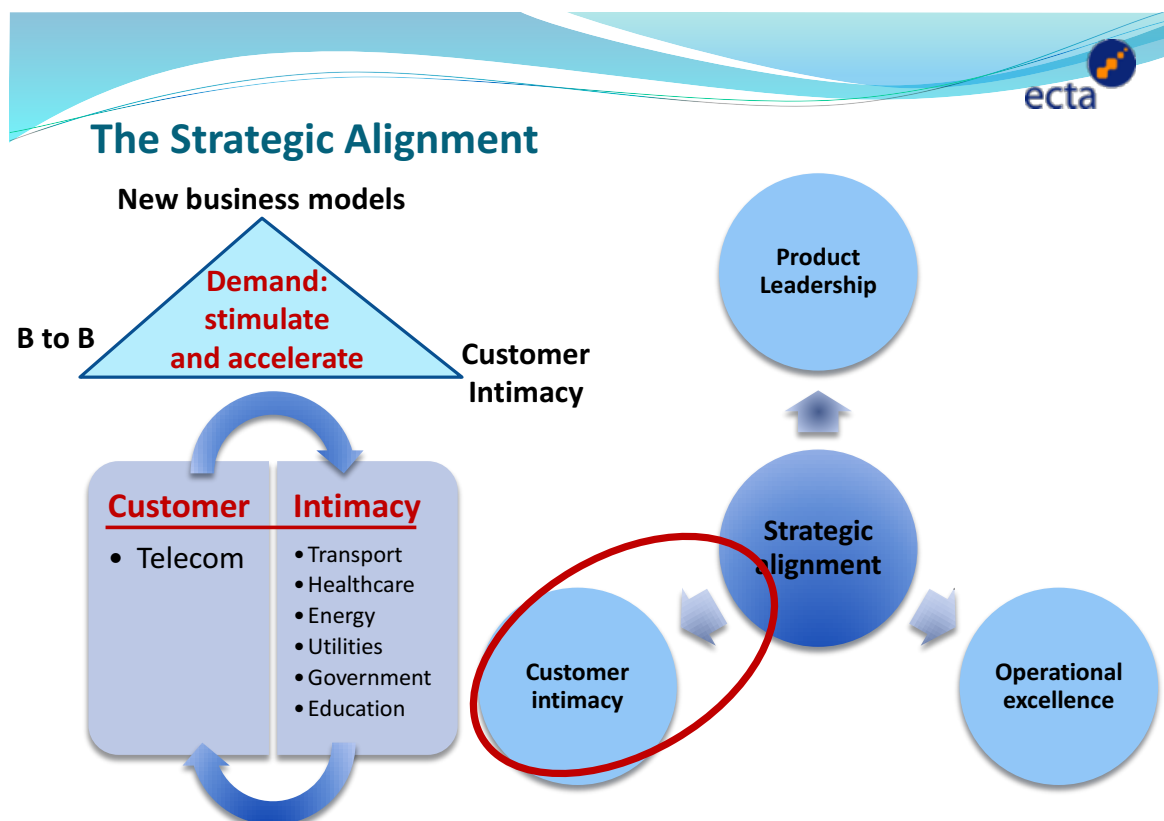 ecta
The Strategic Alignment
New business models
Demand:
stimulate
and accelerate
B to B
Customer
Intimacy
Customer Intimacy
• Telecom
• Transport
• Healthcare
• Energy
• Utilities
• Government
• Education
Product
Leadership
Strategic
alignment
Customer
intimacy
Operational
excellence